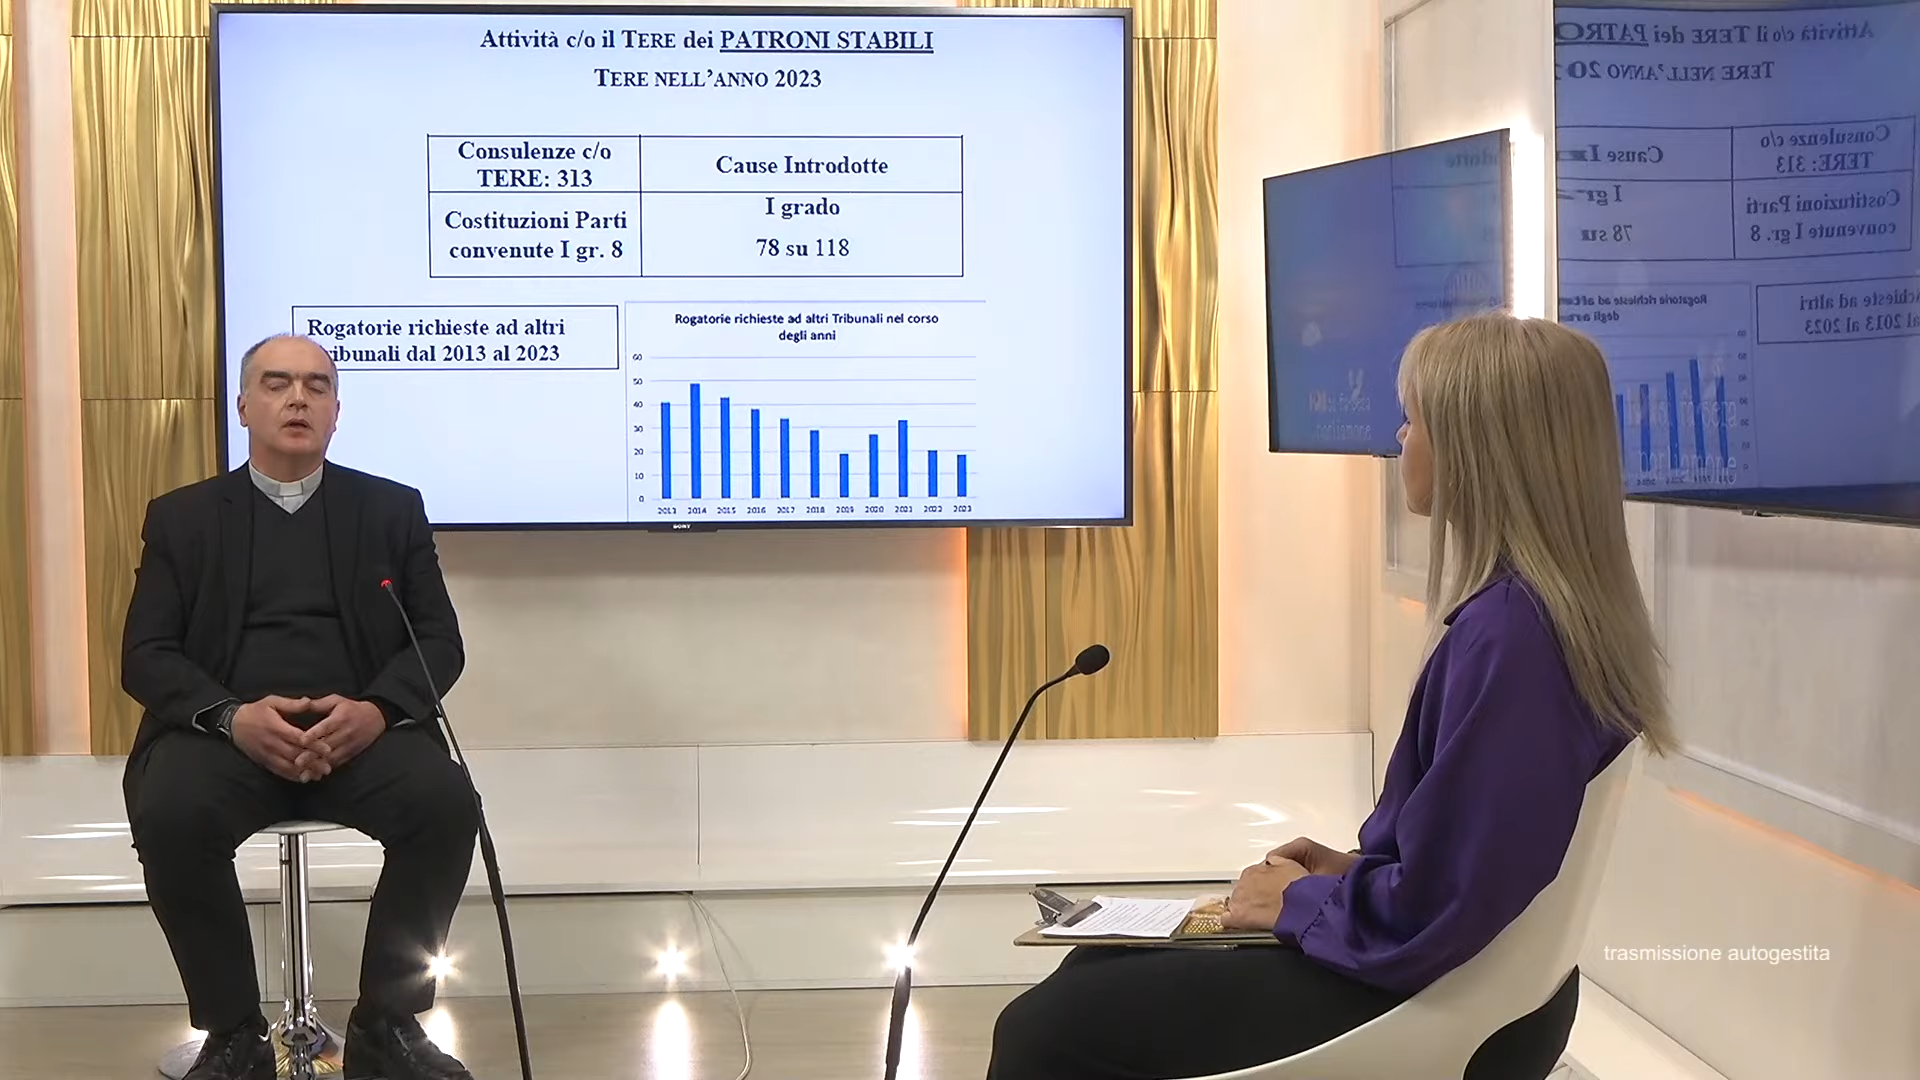 Attività c/o il TERE dei PATRONI STABILI
TERE NELL'ANNO 2023
Consulenze c/o
TERE: 313
Cause Introdotte
Costituzioni Parti
convenute I gr. 8
I grado
78 su 118
Rogatorie richieste ad altri
ribunali dal 2013 al 2023
Rogatorie richieste ad altri Tribunali nel corso
degli anni
60
50
40
30
20
10
0
2013 2014 2015 2016 2017 2018 2019 2020 2021 2022 2023
SONY
trasmissione autogestita